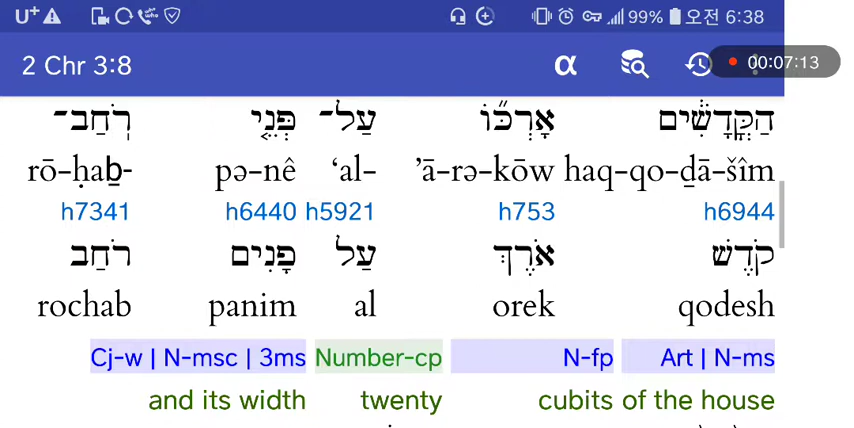 U+ 99% 오전 6:38
2 Chr 3:8 α 00:07:13
הַקֳּדָשִׁ֔ים אָרְכּ֞וֹ עַל־ פְּנֵ֤י רֹֽחַב־
rō-ḥaḇ- pə-nê ‘al- ’ā-rə-kōw haq-qo-ḏā-šîm
h7341 h6440 h5921 h753 h6944
קֹדֶשׁ אֹרֶךְ עַל פָּנִים רֹחַב
rochab panim al orek qodesh
Cj-w | N-msc | 3ms Number-cp N-fp Art | N-ms
and its width twenty cubits of the house